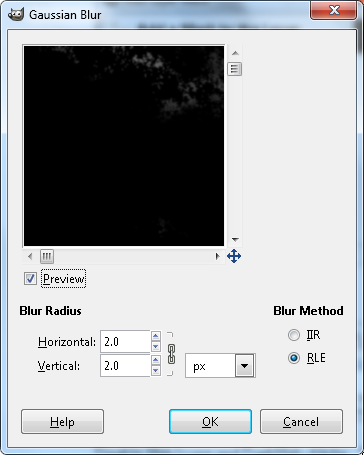 Gaussian Blur
Preview
Blur Radius
Blur Method
Horizontal: 2.0
IIR
Vertical: 2.0
px
RLE
Help
OK
Cancel